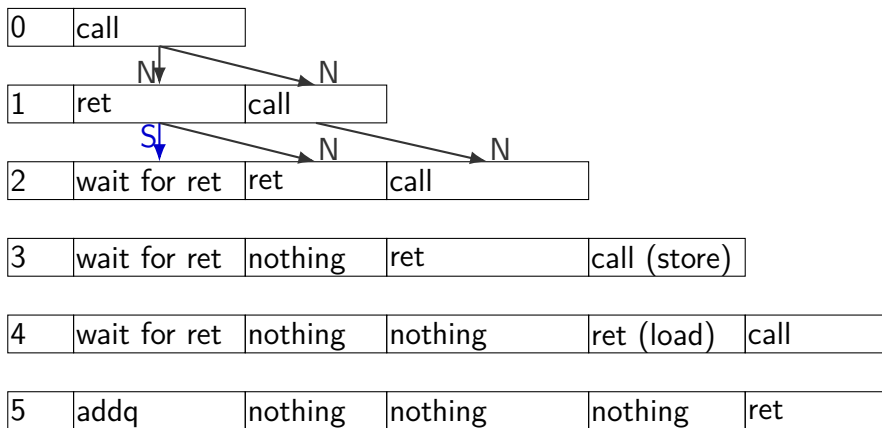 0 call
N N
1 ret call
S N N
2 wait for ret ret call
3 wait for ret nothing ret call (store)
4 wait for ret nothing nothing ret (load) call
5 addq nothing nothing nothing ret